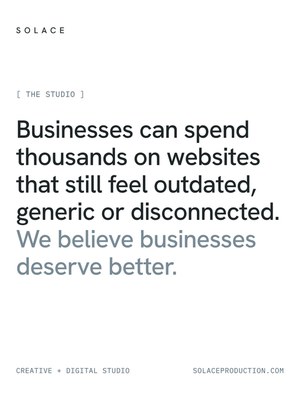 SOLACE
[ THE STUDIO ]
Businesses can spend
thousands on websites
that still feel outdated,
generic or disconnected.
We believe businesses
deserve better.
CREATIVE + DIGITAL STUDIO
SOLACEPRODUCTION.COM